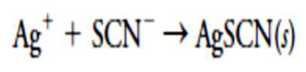 Ag⁺ + SCN⁻ → AgSCN(s)